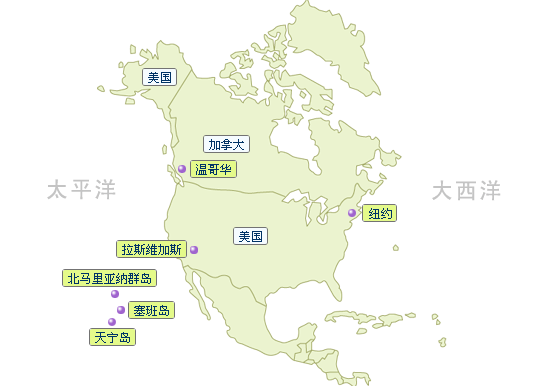 美国
加拿大
温哥华
太平洋
大西洋
纽约
美国
拉斯维加斯
北马里亚纳群岛
塞班岛
天宁岛